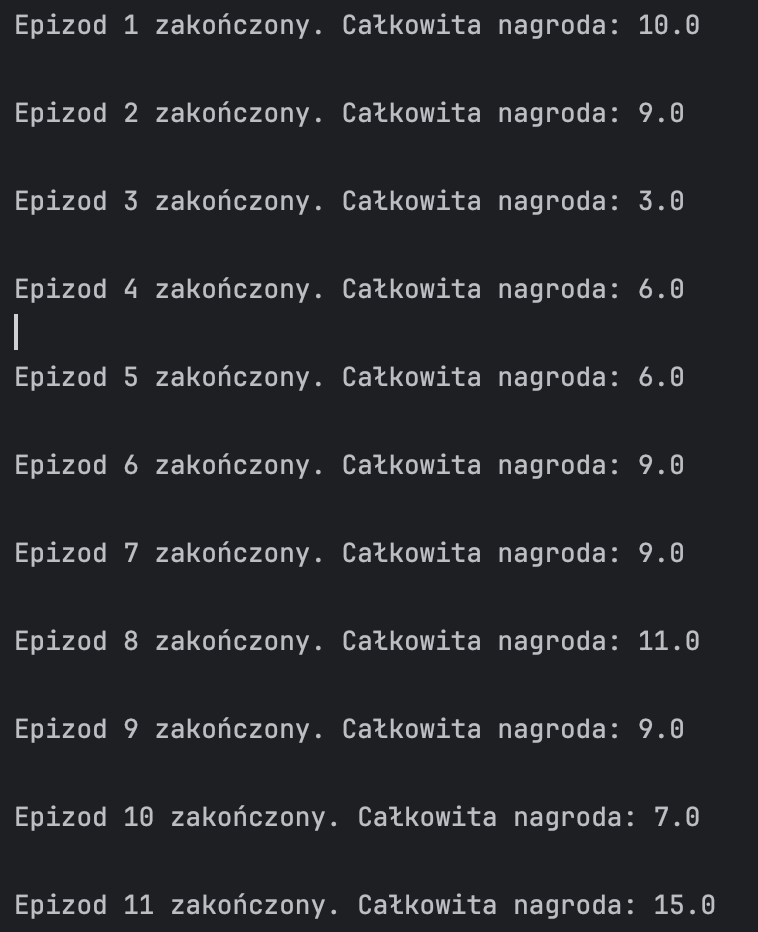 Epizod 1 zakończony. Całkowita nagroda: 10.0
Epizod 2 zakończony. Całkowita nagroda: 9.0
Epizod 3 zakończony. Całkowita nagroda: 3.0
Epizod 4 zakończony. Całkowita nagroda: 6.0
Epizod 5 zakończony. Całkowita nagroda: 6.0
Epizod 6 zakończony. Całkowita nagroda: 9.0
Epizod 7 zakończony. Całkowita nagroda: 9.0
Epizod 8 zakończony. Całkowita nagroda: 11.0
Epizod 9 zakończony. Całkowita nagroda: 9.0
Epizod 10 zakończony. Całkowita nagroda: 7.0
Epizod 11 zakończony. Całkowita nagroda: 15.0